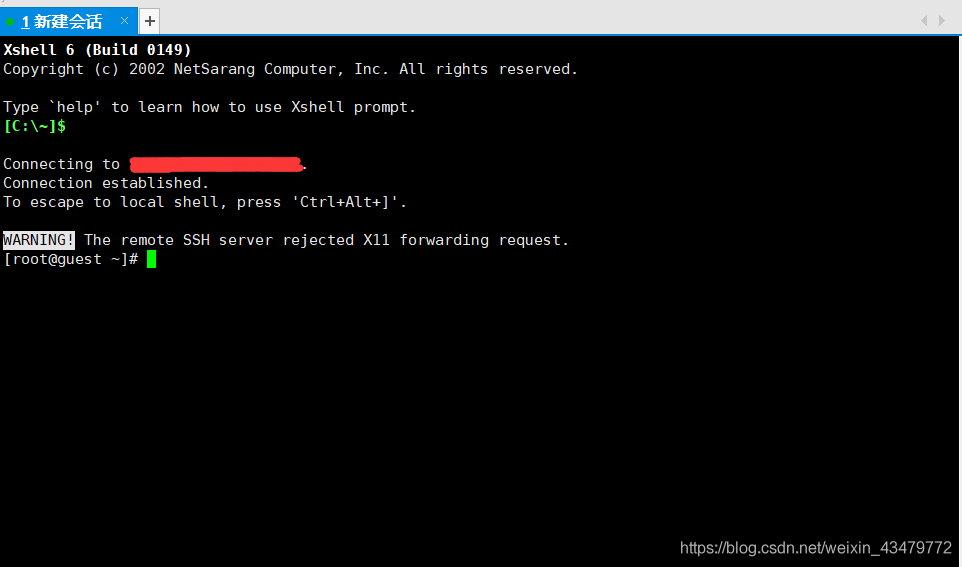 1 新建会话 × +
Xshell 6 (Build 0149)
Copyright (c) 2002 NetSarang Computer, Inc. All rights reserved.
Type `help' to learn how to use Xshell prompt.
[C:\~]$
Connecting to .
Connection established.
To escape to local shell, press 'Ctrl+Alt+]'.
WARNING! The remote SSH server rejected X11 forwarding request.
[root@guest ~]#
https://blog.csdn.net/weixin_43479772